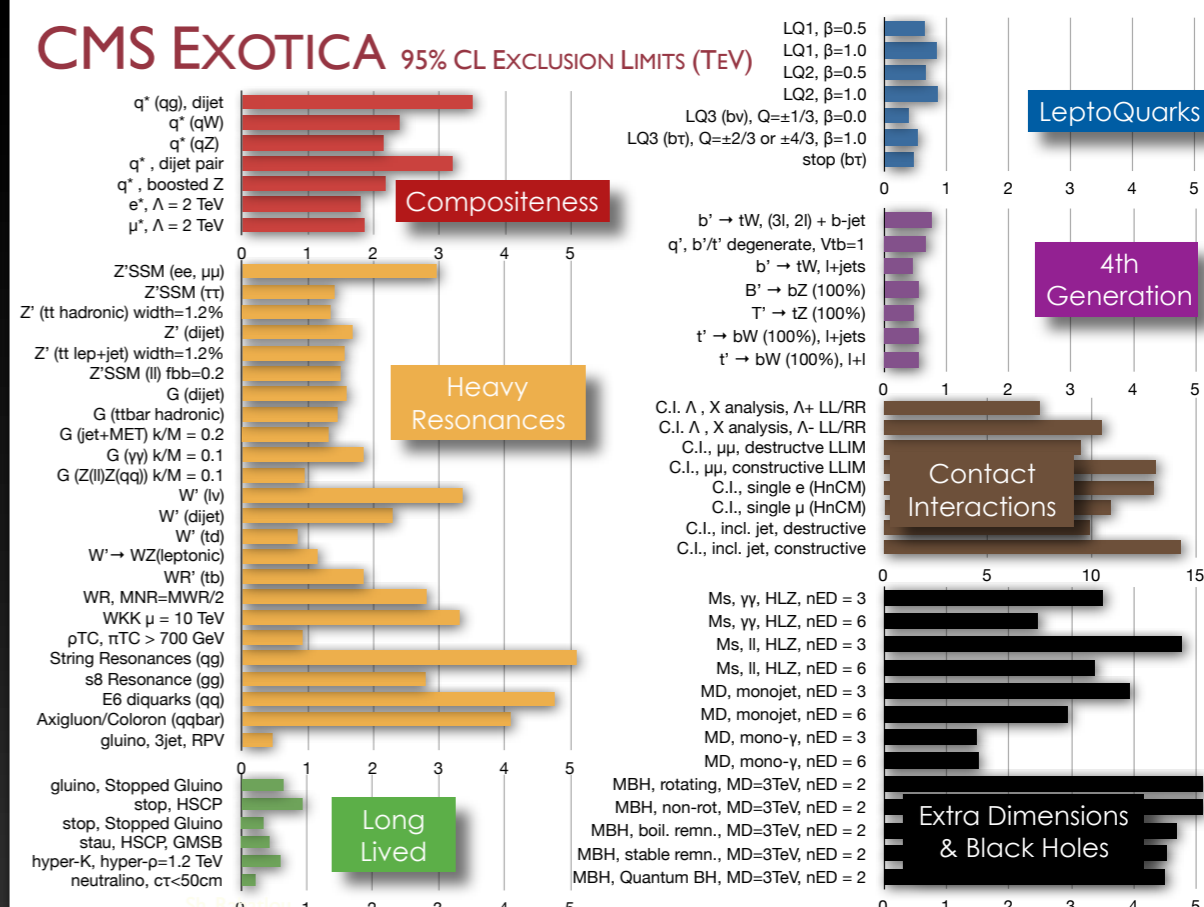 CMS EXOTICA 95% CL EXCLUSION LIMITS (TEV)
q* (qg), dijet
q* (qW)
q* (qZ)
q* , dijet pair
q* , boosted Z
e*, Λ = 2 TeV
μ*, Λ = 2 TeV
Compositeness
0 1 2 3 4 5
Z'SSM (ee, μμ)
Z'SSM (ττ)
Z' (tt hadronic) width=1.2%
Z' (dijet)
Z' (tt lep+jet) width=1.2%
Z'SSM (ll) fbb=0.2
G (dijet)
G (ttbar hadronic)
G (jet+MET) k/M = 0.2
G (γγ) k/M = 0.1
G (Z(ll)Z(qq)) k/M = 0.1
W' (lν)
W' (dijet)
W' (td)
W'→ WZ(leptonic)
WR' (tb)
WR, MNR=MWR/2
WKK μ = 10 TeV
ρTC, πTC > 700 GeV
String Resonances (qg)
s8 Resonance (gg)
E6 diquarks (qq)
Axigluon/Coloron (qqbar)
gluino, 3jet, RPV
Heavy
Resonances
0 1 2 3 4 5
gluino, Stopped Gluino
stop, HSCP
stop, Stopped Gluino
stau, HSCP, GMSB
hyper-K, hyper-ρ=1.2 TeV
neutralino, cτ<50cm
Long
Lived
0 1 2 3 4 5
LQ1, β=0.5
LQ1, β=1.0
LQ2, β=0.5
LQ2, β=1.0
LQ3 (bν), Q=±1/3, β=0.0
LQ3 (bτ), Q=±2/3 or ±4/3, β=1.0
stop (bτ)
LeptoQuarks
0 1 2 3 4 5
b' → tW, (3l, 2l) + b-jet
q', b'/t' degenerate, Vtb=1
b' → tW, l+jets
B' → bZ (100%)
T' → tZ (100%)
t' → bW (100%), l+jets
t' → bW (100%), l+l
4th
Generation
0 1 2 3 4 5
C.I. Λ , X analysis, Λ+ LL/RR
C.I. Λ , X analysis, Λ- LL/RR
C.I., μμ, destructve LLIM
C.I., μμ, constructive LLIM
C.I., single e (HnCM)
C.I., single μ (HnCM)
C.I., incl. jet, destructive
C.I., incl. jet, constructive
Contact
Interactions
0 5 10 15
Ms, γγ, HLZ, nED = 3
Ms, γγ, HLZ, nED = 6
Ms, ll, HLZ, nED = 3
Ms, ll, HLZ, nED = 6
MD, monojet, nED = 3
MD, monojet, nED = 6
MD, mono-γ, nED = 3
MD, mono-γ, nED = 6
MBH, rotating, MD=3TeV, nED = 2
MBH, non-rot, MD=3TeV, nED = 2
MBH, boil. remn., MD=3TeV, nED = 2
MBH, stable remn., MD=3TeV, nED = 2
MBH, Quantum BH, MD=3TeV, nED = 2
Extra Dimensions
& Black Holes
0 1 2 3 4 5